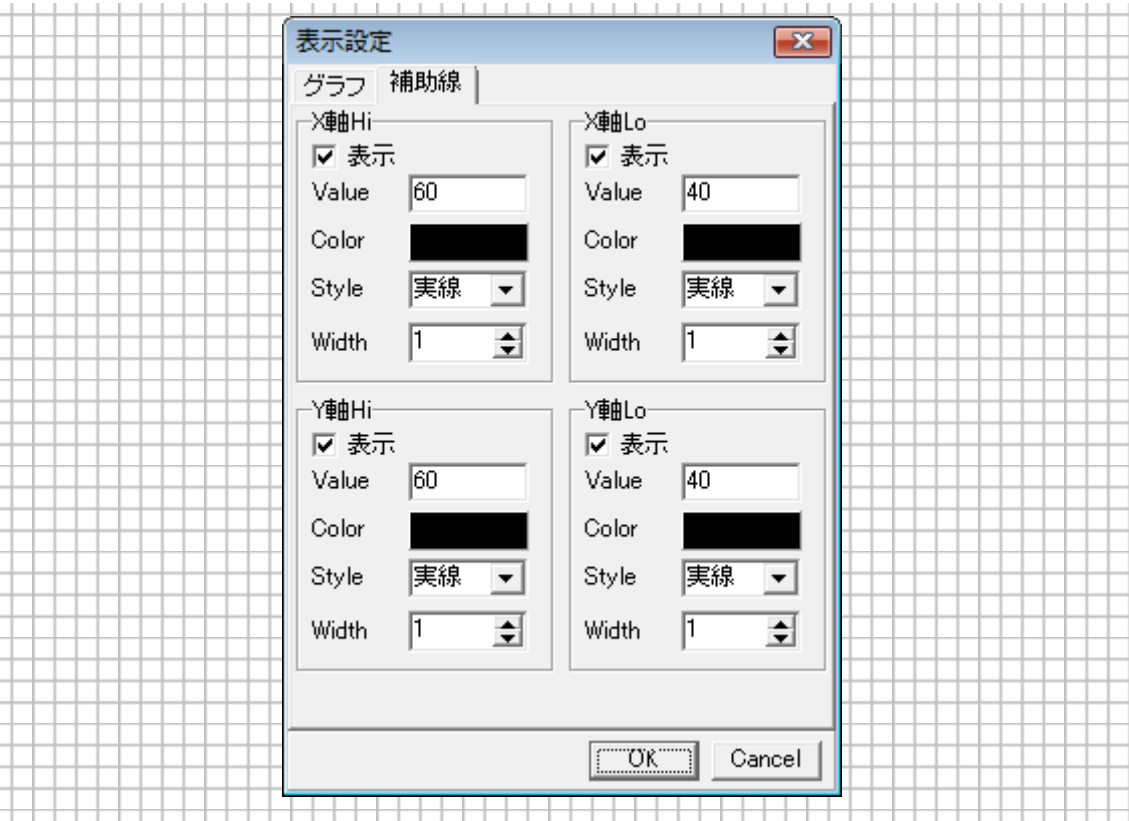 表示設定
グラフ 補助線
X軸Hi
表示
Value 60
Color
Style 実線
Width 1
X軸Lo
表示
Value 40
Color
Style 実線
Width 1
Y軸Hi
表示
Value 60
Color
Style 実線
Width 1
Y軸Lo
表示
Value 40
Color
Style 実線
Width 1
OK Cancel